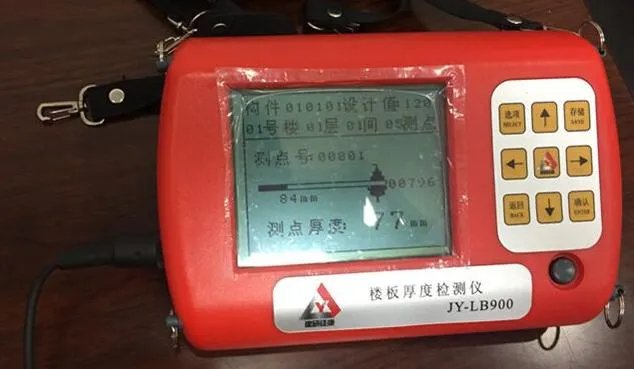 构件 010101设计值 120
01号楼 01层 01间 05测点
测点号:00001
00796
84mm
测点厚度: 77mm
选项
SELECT
存储
SAVE
返回
BACK
确认
ENTER
楼板厚度检测仪
JY-LB900